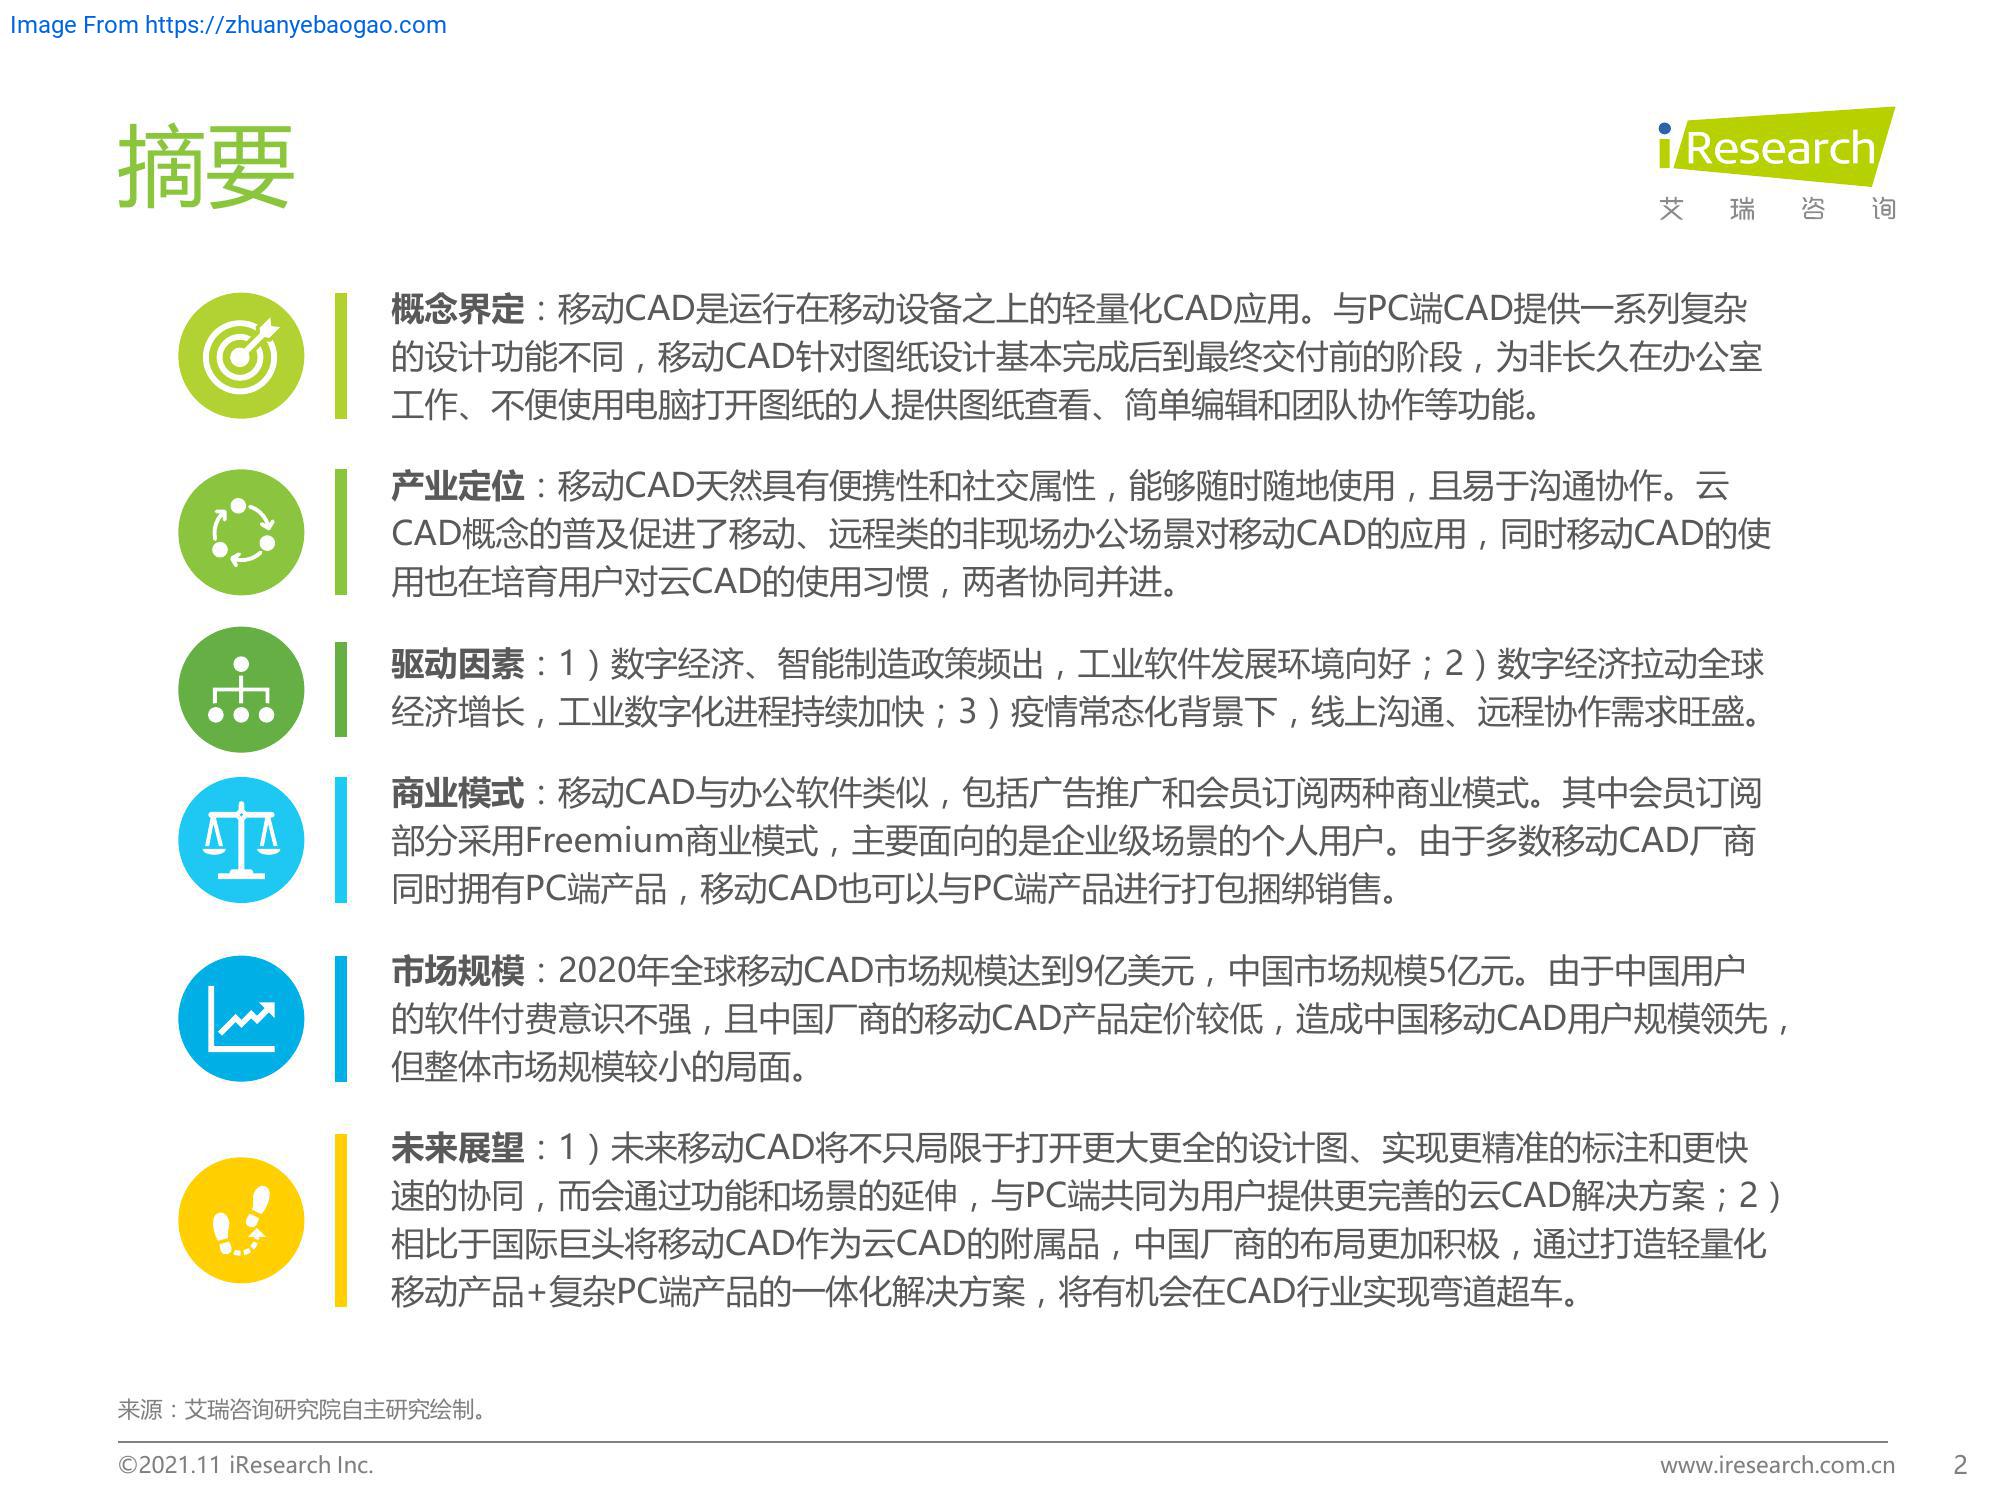 Image From https://zhuanyebaogao.com
摘要
iResearch
艾瑞咨询
概念界定：移动CAD是运行在移动设备之上的轻量化CAD应用。与PC端CAD提供一系列复杂
的设计功能不同，移动CAD针对图纸设计基本完成后到最终交付前的阶段，为非长久在办公室
工作、不便使用电脑打开图纸的人提供图纸查看、简单编辑和团队协作等功能。
产业定位：移动CAD天然具有便携性和社交属性，能够随时随地使用，且易于沟通协作。云
CAD概念的普及促进了移动、远程类的非现场办公场景对移动CAD的应用，同时移动CAD的使
用也在培育用户对云CAD的使用习惯，两者协同并进。
驱动因素：1）数字经济、智能制造政策频出，工业软件发展环境向好；2）数字经济拉动全球
经济增长，工业数字化进程持续加快；3）疫情常态化背景下，线上沟通、远程协作需求旺盛。
商业模式：移动CAD与办公软件类似，包括广告推广和会员订阅两种商业模式。其中会员订阅
部分采用Freemium商业模式，主要面向的是企业级场景的个人用户。由于多数移动CAD厂商
同时拥有PC端产品，移动CAD也可以与PC端产品进行打包捆绑销售。
市场规模：2020年全球移动CAD市场规模达到9亿美元，中国市场规模5亿元。由于中国用户
的软件付费意识不强，且中国厂商的移动CAD产品定价较低，造成中国移动CAD用户规模领先，
但整体市场规模较小的局面。
未来展望：1）未来移动CAD将不只局限于打开更大更全的设计图、实现更精准的标注和更快
速的协同，而会通过功能和场景的延伸，与PC端共同为用户提供更完善的云CAD解决方案；2）
相比于国际巨头将移动CAD作为云CAD的附属品，中国厂商的布局更加积极，通过打造轻量化
移动产品+复杂PC端产品的一体化解决方案，将有机会在CAD行业实现弯道超车。
来源：艾瑞咨询研究院自主研究绘制。
©2021.11 iResearch Inc.
www.iresearch.com.cn
2